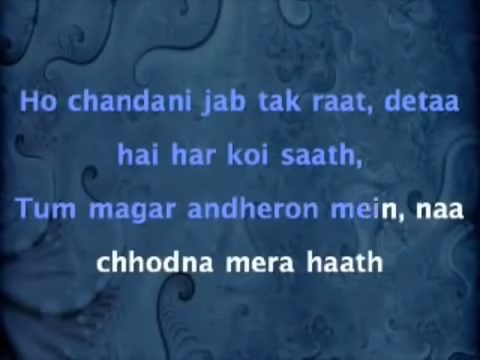 Ho chandani jab tak raat, detaa
hai har koi saath,
Tum magar andheron mein, naa
chhodna mera haath